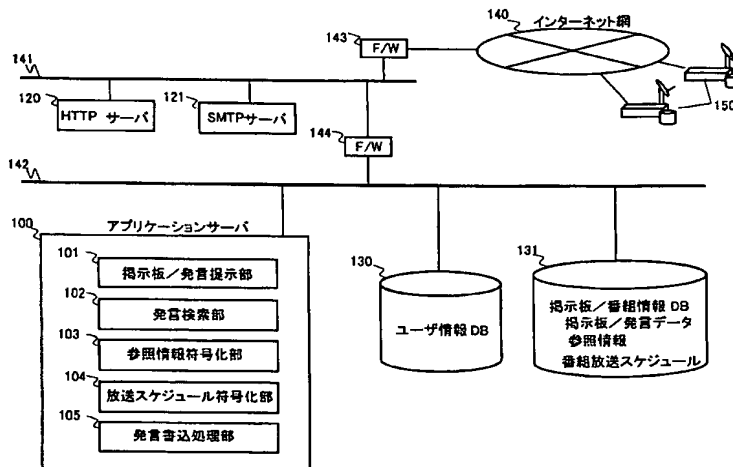 140
インターネット網
143
F/W
141
120
HTTP サーバ
121
SMTPサーバ
144
F/W
150
142
100
アプリケーションサーバ
101
掲示板／発言提示部
102
発言検索部
103
参照情報符号化部
104
放送スケジュール符号化部
105
発言書込処理部
130
ユーザ情報 DB
131
掲示板／番組情報 DB
掲示板／発言データ
参照情報
番組放送スケジュール